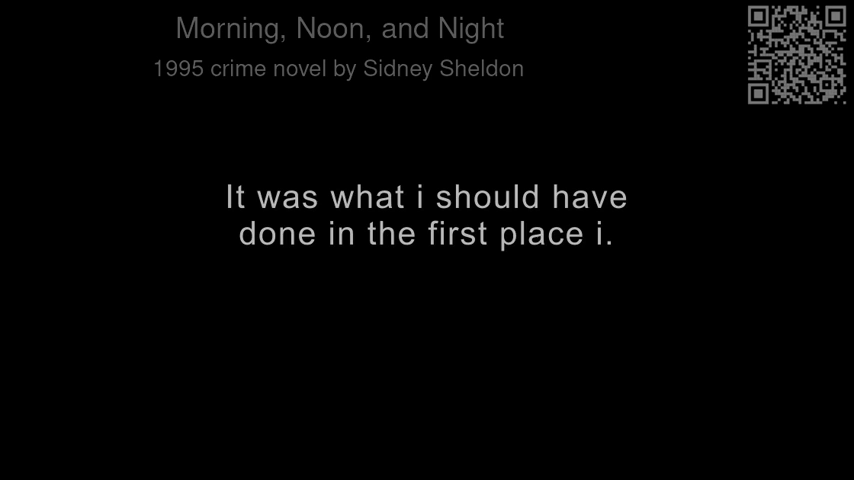 Morning, Noon, and Night
1995 crime novel by Sidney Sheldon
It was what i should have
done in the first place i.